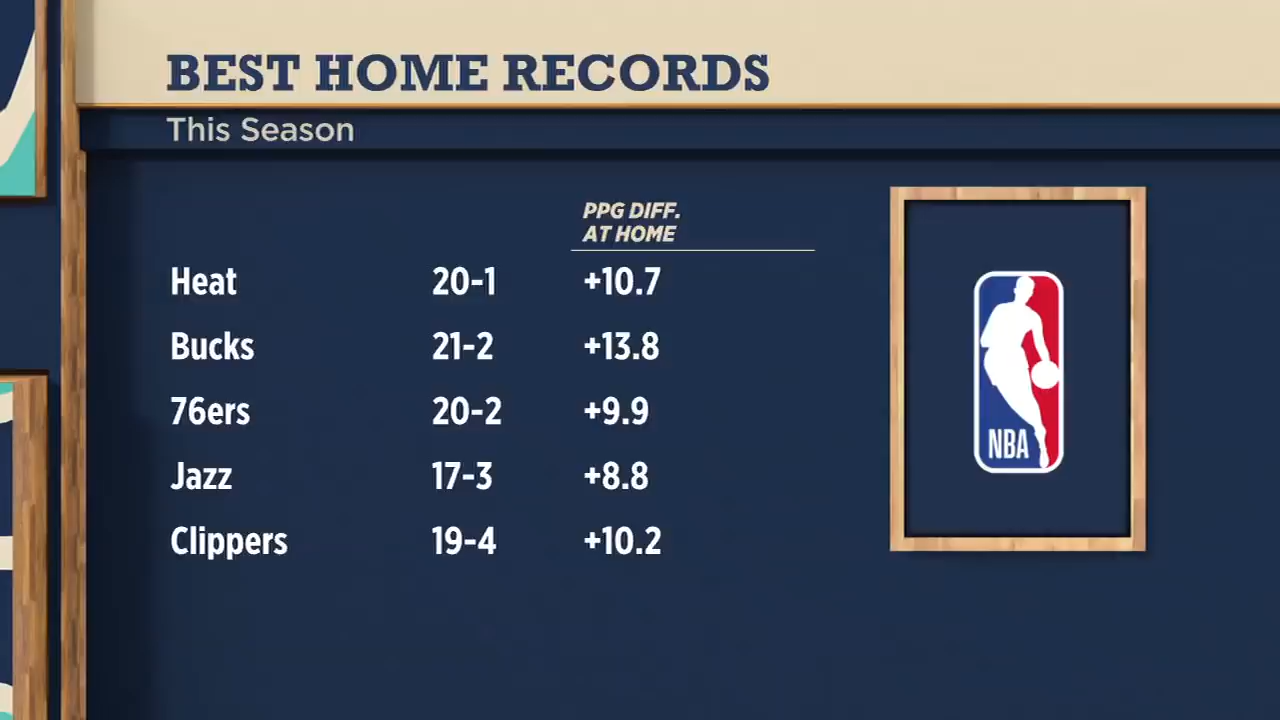 BEST HOME RECORDS
This Season
PPG DIFF.
AT HOME
Heat 20-1 +10.7
Bucks 21-2 +13.8
76ers 20-2 +9.9
Jazz 17-3 +8.8
Clippers 19-4 +10.2
NBA